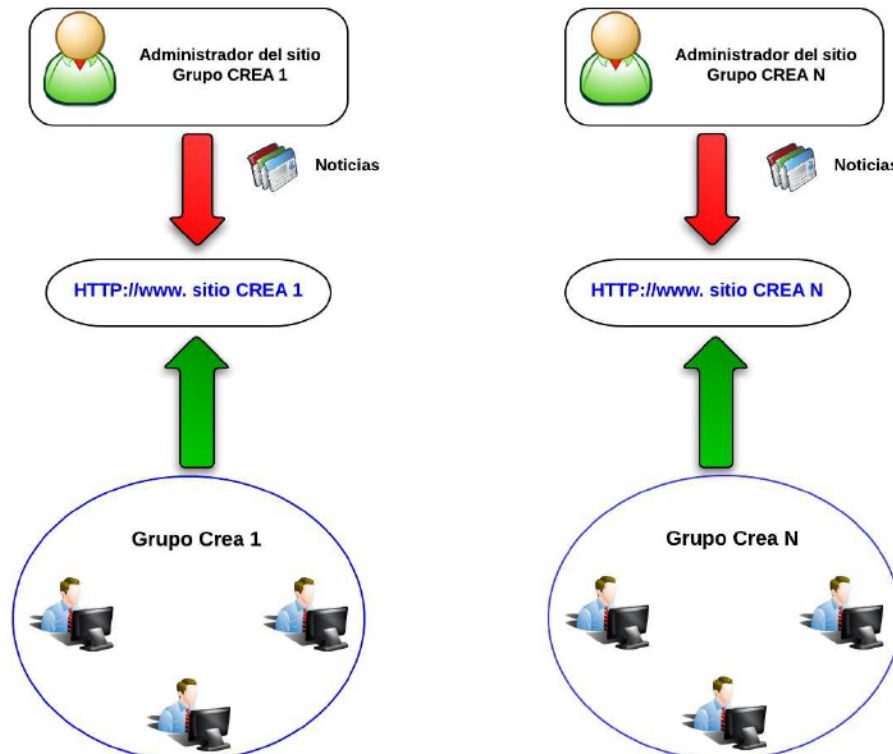 Administrador del sitio
Grupo CREA 1
Noticias
HTTP://www. sitio CREA 1
Grupo Crea 1
Administrador del sitio
Grupo CREA N
Noticias
HTTP://www. sitio CREA N
Grupo Crea N